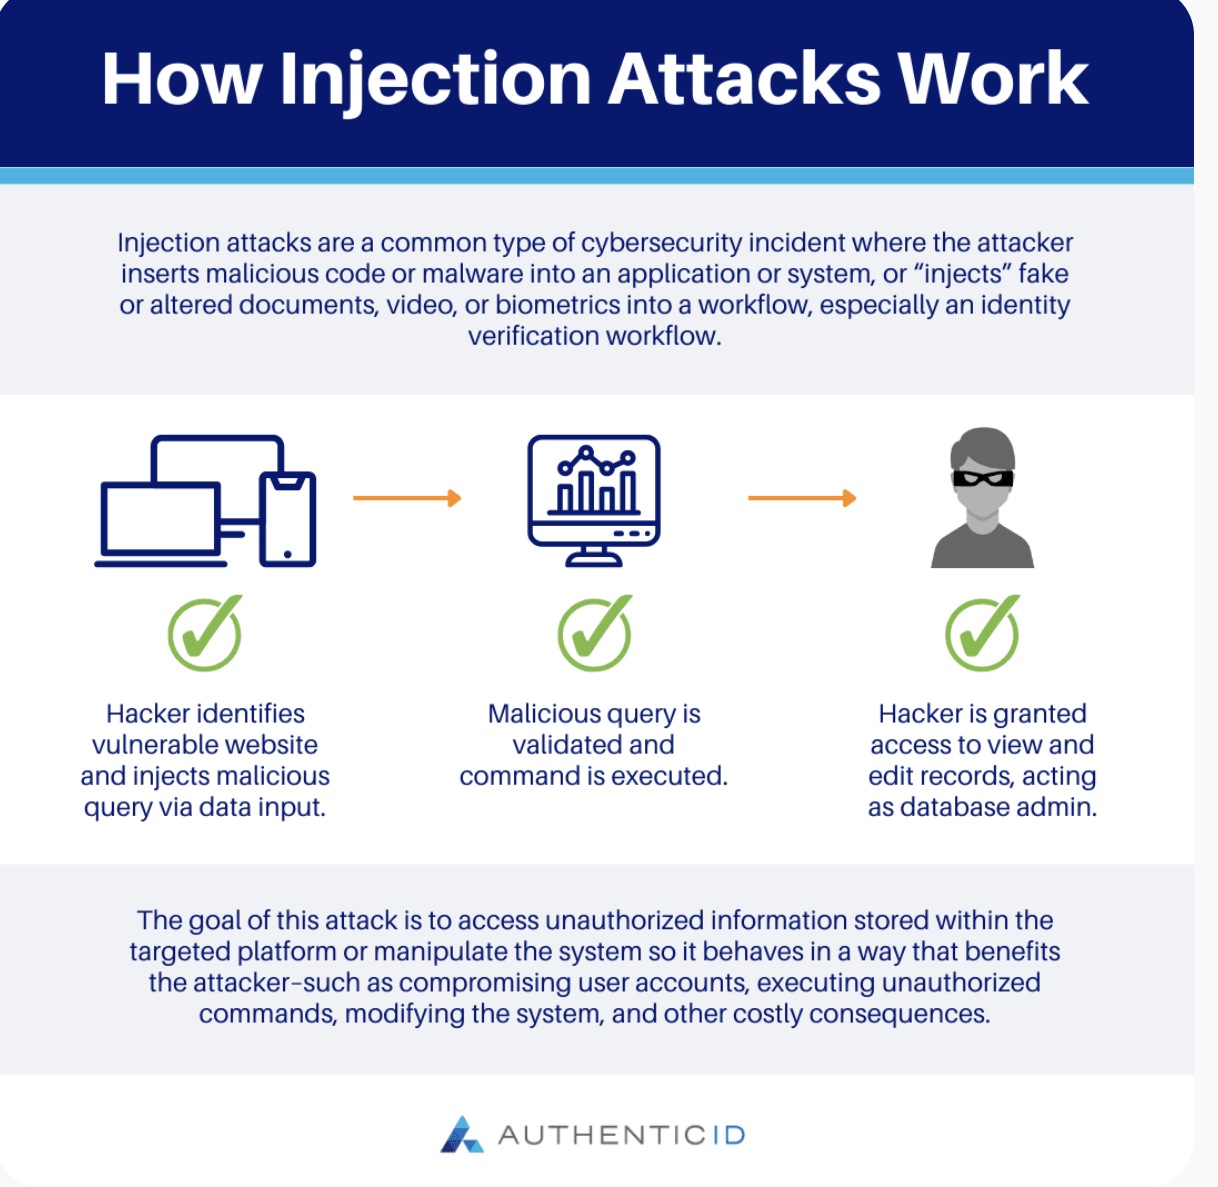 How Injection Attacks Work
Injection attacks are a common type of cybersecurity incident where the attacker
inserts malicious code or malware into an application or system, or “injects” fake
or altered documents, video, or biometrics into a workflow, especially an identity
verification workflow.
Hacker identifies
vulnerable website
and injects malicious
query via data input.
Malicious query is
validated and
command is executed.
Hacker is granted
access to view and
edit records, acting
as database admin.
The goal of this attack is to access unauthorized information stored within the
targeted platform or manipulate the system so it behaves in a way that benefits
the attacker–such as compromising user accounts, executing unauthorized
commands, modifying the system, and other costly consequences.
AUTHENTICID